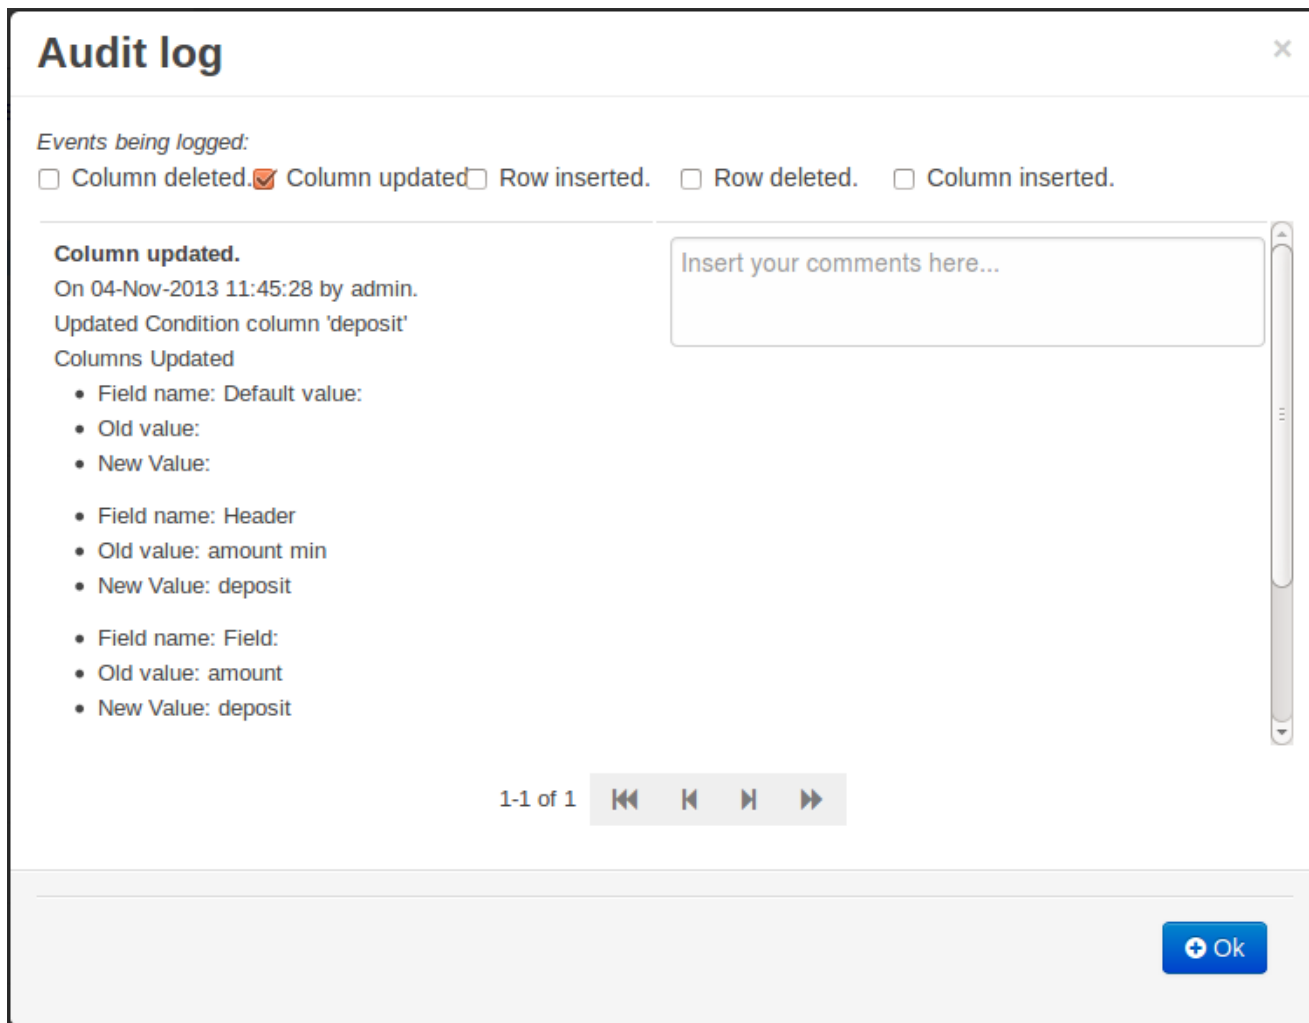 Audit log
×
Events being logged:
Column deleted. Column updated Row inserted. Row deleted. Column inserted.
Column updated.
Insert your comments here...
On 04-Nov-2013 11:45:28 by admin.
Updated Condition column 'deposit'
Columns Updated
• Field name: Default value:
• Old value:
• New Value:
• Field name: Header
• Old value: amount min
• New Value: deposit
• Field name: Field:
• Old value: amount
• New Value: deposit
1-1 of 1
Ok